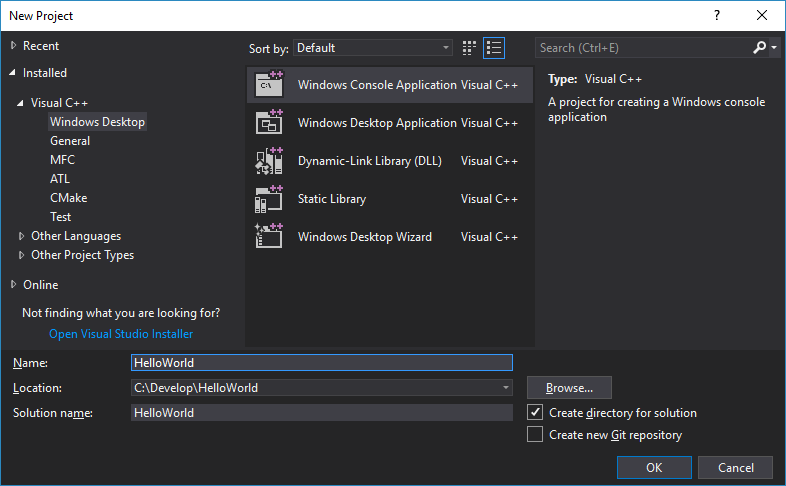 New Project
?
Recent
Installed
Visual C++
Windows Desktop
General
MFC
ATL
CMake
Test
Other Languages
Other Project Types
Online
Not finding what you are looking for?
Open Visual Studio Installer
Sort by: Default
Windows Console Application Visual C++
Windows Desktop Application Visual C++
Dynamic-Link Library (DLL) Visual C++
Static Library Visual C++
Windows Desktop Wizard Visual C++
Search (Ctrl+E)
Type: Visual C++
A project for creating a Windows console
application
Name: HelloWorld
Location: C:\Develop\HelloWorld Browse...
Solution name: HelloWorld
Create directory for solution
Create new Git repository
OK Cancel